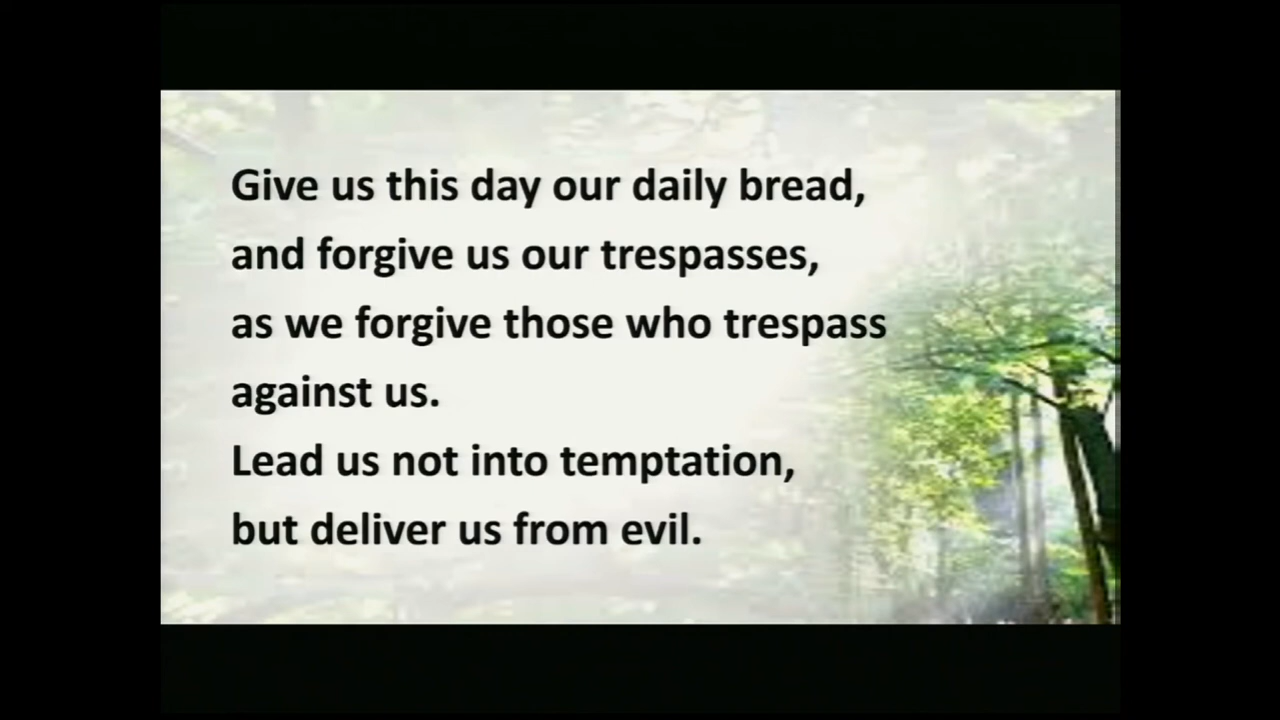 Give us this day our daily bread,
and forgive us our trespasses,
as we forgive those who trespass
against us.
Lead us not into temptation,
but deliver us from evil.